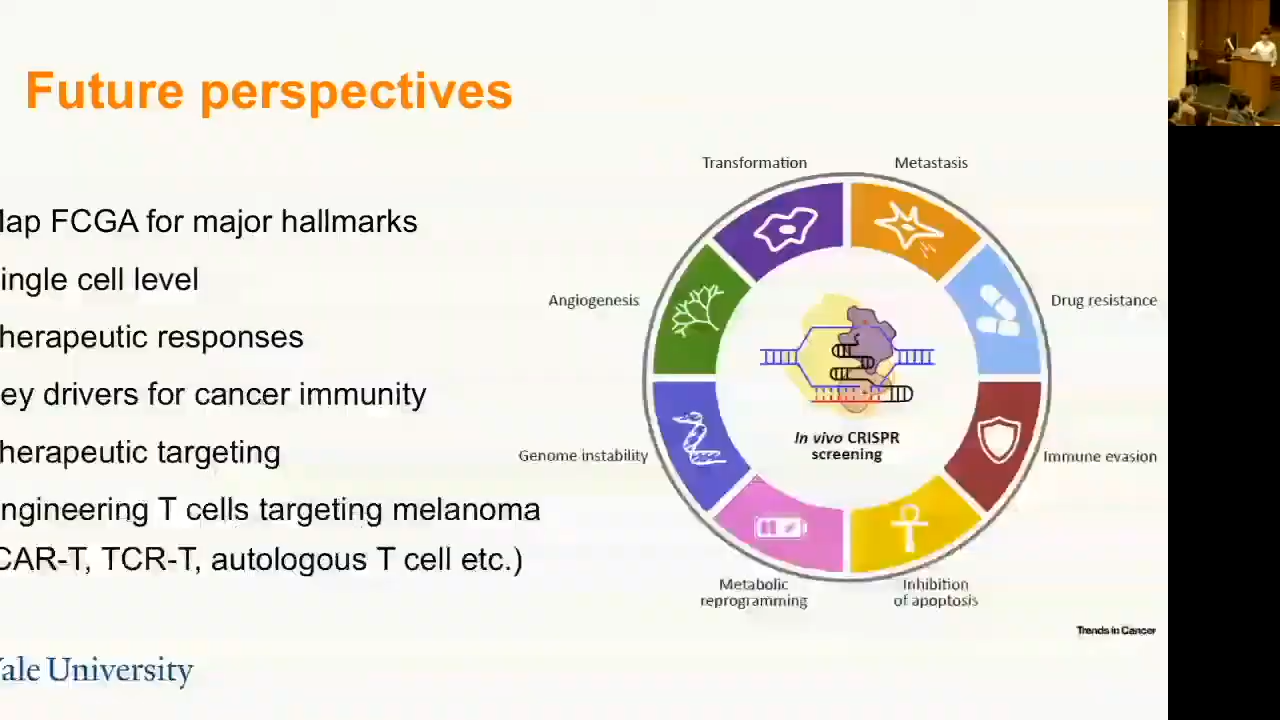 Future perspectives
ap FCGA for major hallmarks
ingle cell level
herapeutic responses
ey drivers for cancer immunity
herapeutic targeting
ngineering T cells targeting melanoma
CAR-T, TCR-T, autologous T cell etc.)
ale University
Transformation
Metastasis
Angiogenesis
Drug resistance
In vivo CRISPR
screening
Genome instability
Immune evasion
Metabolic
reprogramming
Inhibition
of apoptosis
Trends in Cancer